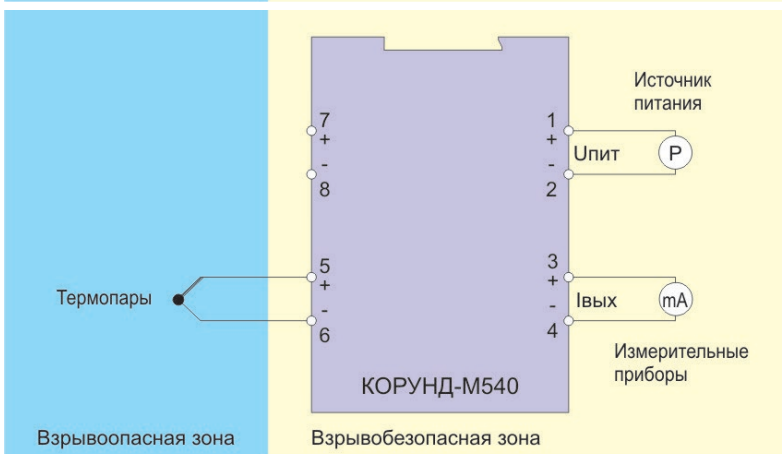 Источник
питания
7
+
-
8
1
+
-
2
Uпит
P
Термопары
5
+
-
6
3
+
-
4
Iвых
mA
Измерительные
приборы
КОРУНД-М540
Взрывоопасная зона
Взрывобезопасная зона